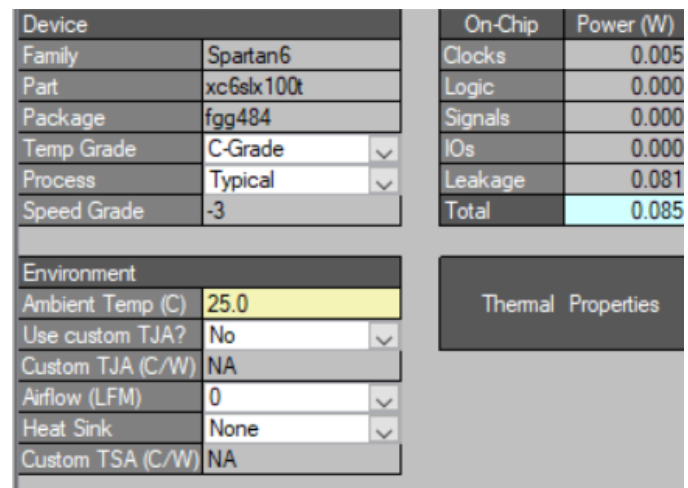 Device
Family Spartan6
Part xc6slx100t
Package fgg484
Temp Grade C-Grade
Process Typical
Speed Grade -3
Environment
Ambient Temp (C) 25.0
Use custom TJA? No
Custom TJA (C/W) NA
Airflow (LFM) 0
Heat Sink None
Custom TSA (C/W) NA
On-Chip Power (W)
Clocks 0.005
Logic 0.000
Signals 0.000
IOs 0.000
Leakage 0.081
Total 0.085
Thermal Properties